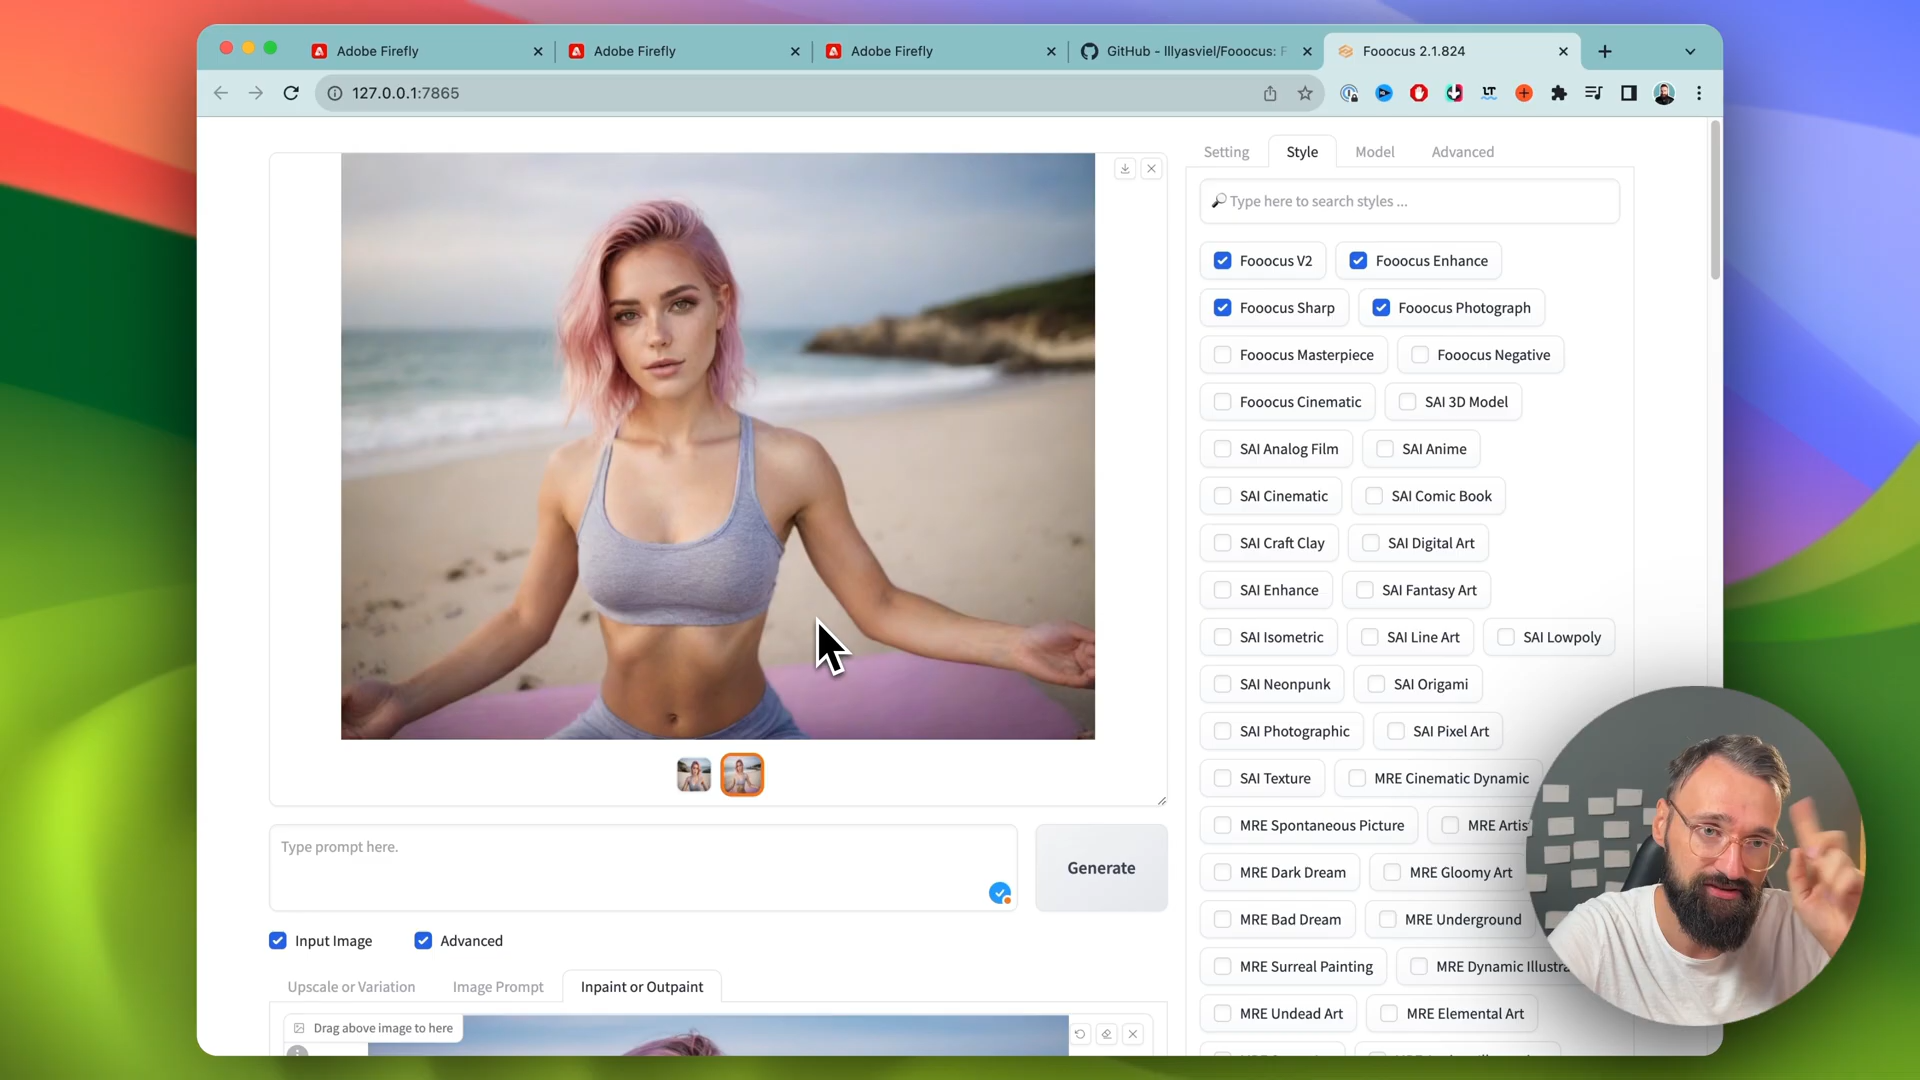 Adobe Firefly
Adobe Firefly
Adobe Firefly
GitHub - lllyasviel/Fooocus: F
Fooocus 2.1.824
127.0.0.1:7865
LT
Setting
Style
Model
Advanced
Type here to search styles ...
Fooocus V2
Fooocus Enhance
Fooocus Sharp
Fooocus Photograph
Fooocus Masterpiece
Fooocus Negative
Fooocus Cinematic
SAI 3D Model
SAI Analog Film
SAI Anime
SAI Cinematic
SAI Comic Book
SAI Craft Clay
SAI Digital Art
SAI Enhance
SAI Fantasy Art
SAI Isometric
SAI Line Art
SAI Lowpoly
SAI Neonpunk
SAI Origami
SAI Photographic
SAI Pixel Art
SAI Texture
MRE Cinematic Dynamic
MRE Spontaneous Picture
MRE Artis
MRE Dark Dream
MRE Gloomy Art
MRE Bad Dream
MRE Underground
MRE Surreal Painting
MRE Dynamic Illustra
MRE Undead Art
MRE Elemental Art
Type prompt here.
Generate
Input Image
Advanced
Upscale or Variation
Image Prompt
Inpaint or Outpaint
Drag above image to here